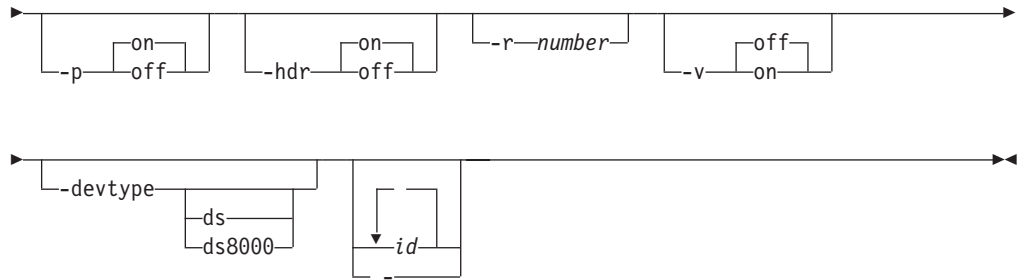 on on off
-p off -hdr off -r number -v on
-devtype ds
ds8000 id
-